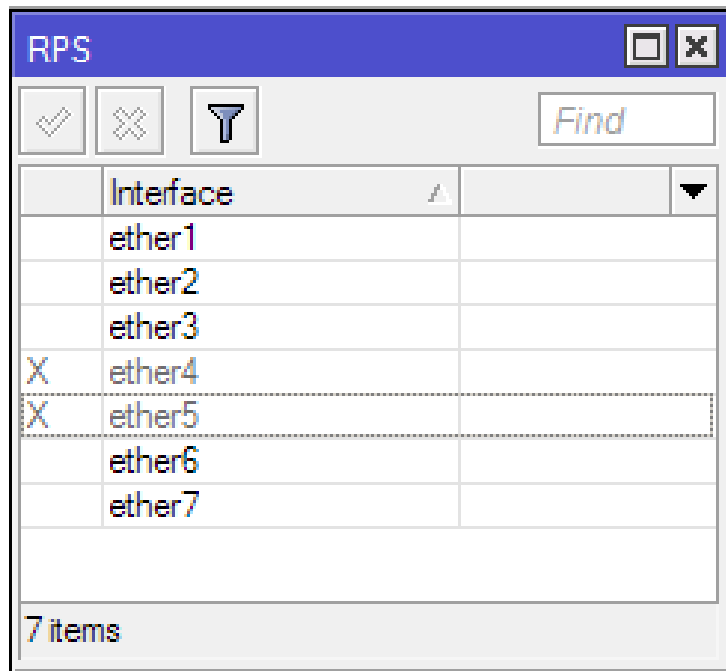 RPS
Find
Interface
ether1
ether2
ether3
X ether4
X ether5
ether6
ether7
7 items